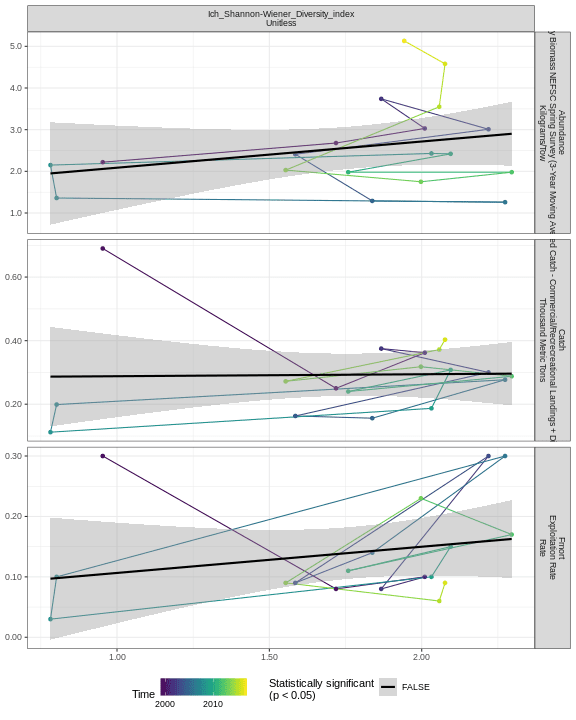 Ich_Shannon-Wiener_Diversity_index
Unitless
5.0
4.0
3.0
2.0
1.0
Abundance
Biomass NEFSC Spring Survey (3-Year Moving Ave
Kilograms/Tow
0.60
0.40
0.20
Catch
Catch - Commercial/Recreational Landings + D
Thousand Metric Tons
0.30
0.20
0.10
0.00
Fmort
Exploitation Rate
Rate
1.00 1.50 2.00
Time
2000 2010
Statistically significant
(p < 0.05)
FALSE